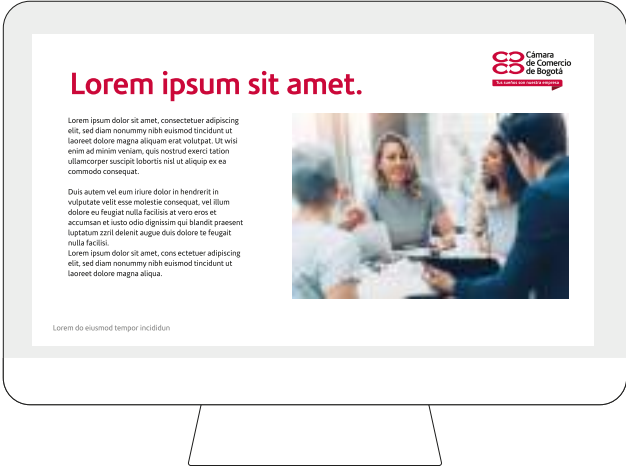 Cámara
de Comercio
de Bogotá
Tus sueños son nuestra empresa
Lorem ipsum sit amet.
Lorem ipsum dolor sit amet, consectetuer adipiscing
elit, sed diam nonummy nibh euismod tincidunt ut
laoreet dolore magna aliquam erat volutpat. Ut wisi
enim ad minim veniam, quis nostrud exerci tation
ullamcorper suscipit lobortis nisl ut aliquip ex ea
commodo consequat.
Duis autem vel eum iriure dolor in hendrerit in
vulputate velit esse molestie consequat, vel illum
dolore eu feugiat nulla facilisis at vero eros et
accumsan et iusto odio dignissim qui blandit praesent
luptatum zzril delenit augue duis dolore te feugait
nulla facilisi.
Lorem ipsum dolor sit amet, cons ectetuer adipiscing
elit, sed diam nonummy nibh euismod tincidunt ut
laoreet dolore magna aliqua.
Lorem do eiusmod tempor incididun